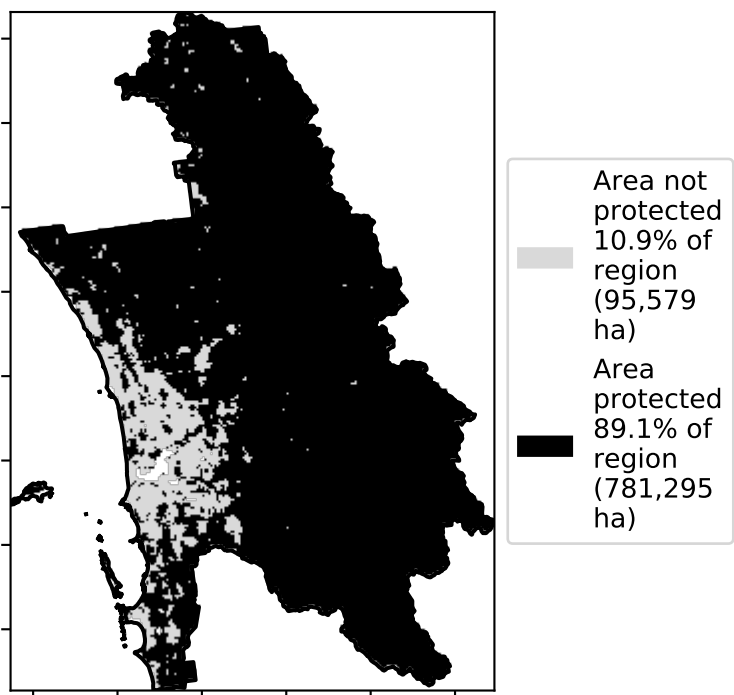 Area not
protected
10.9% of
region
(95,579
ha)
Area
protected
89.1% of
region
(781,295
ha)